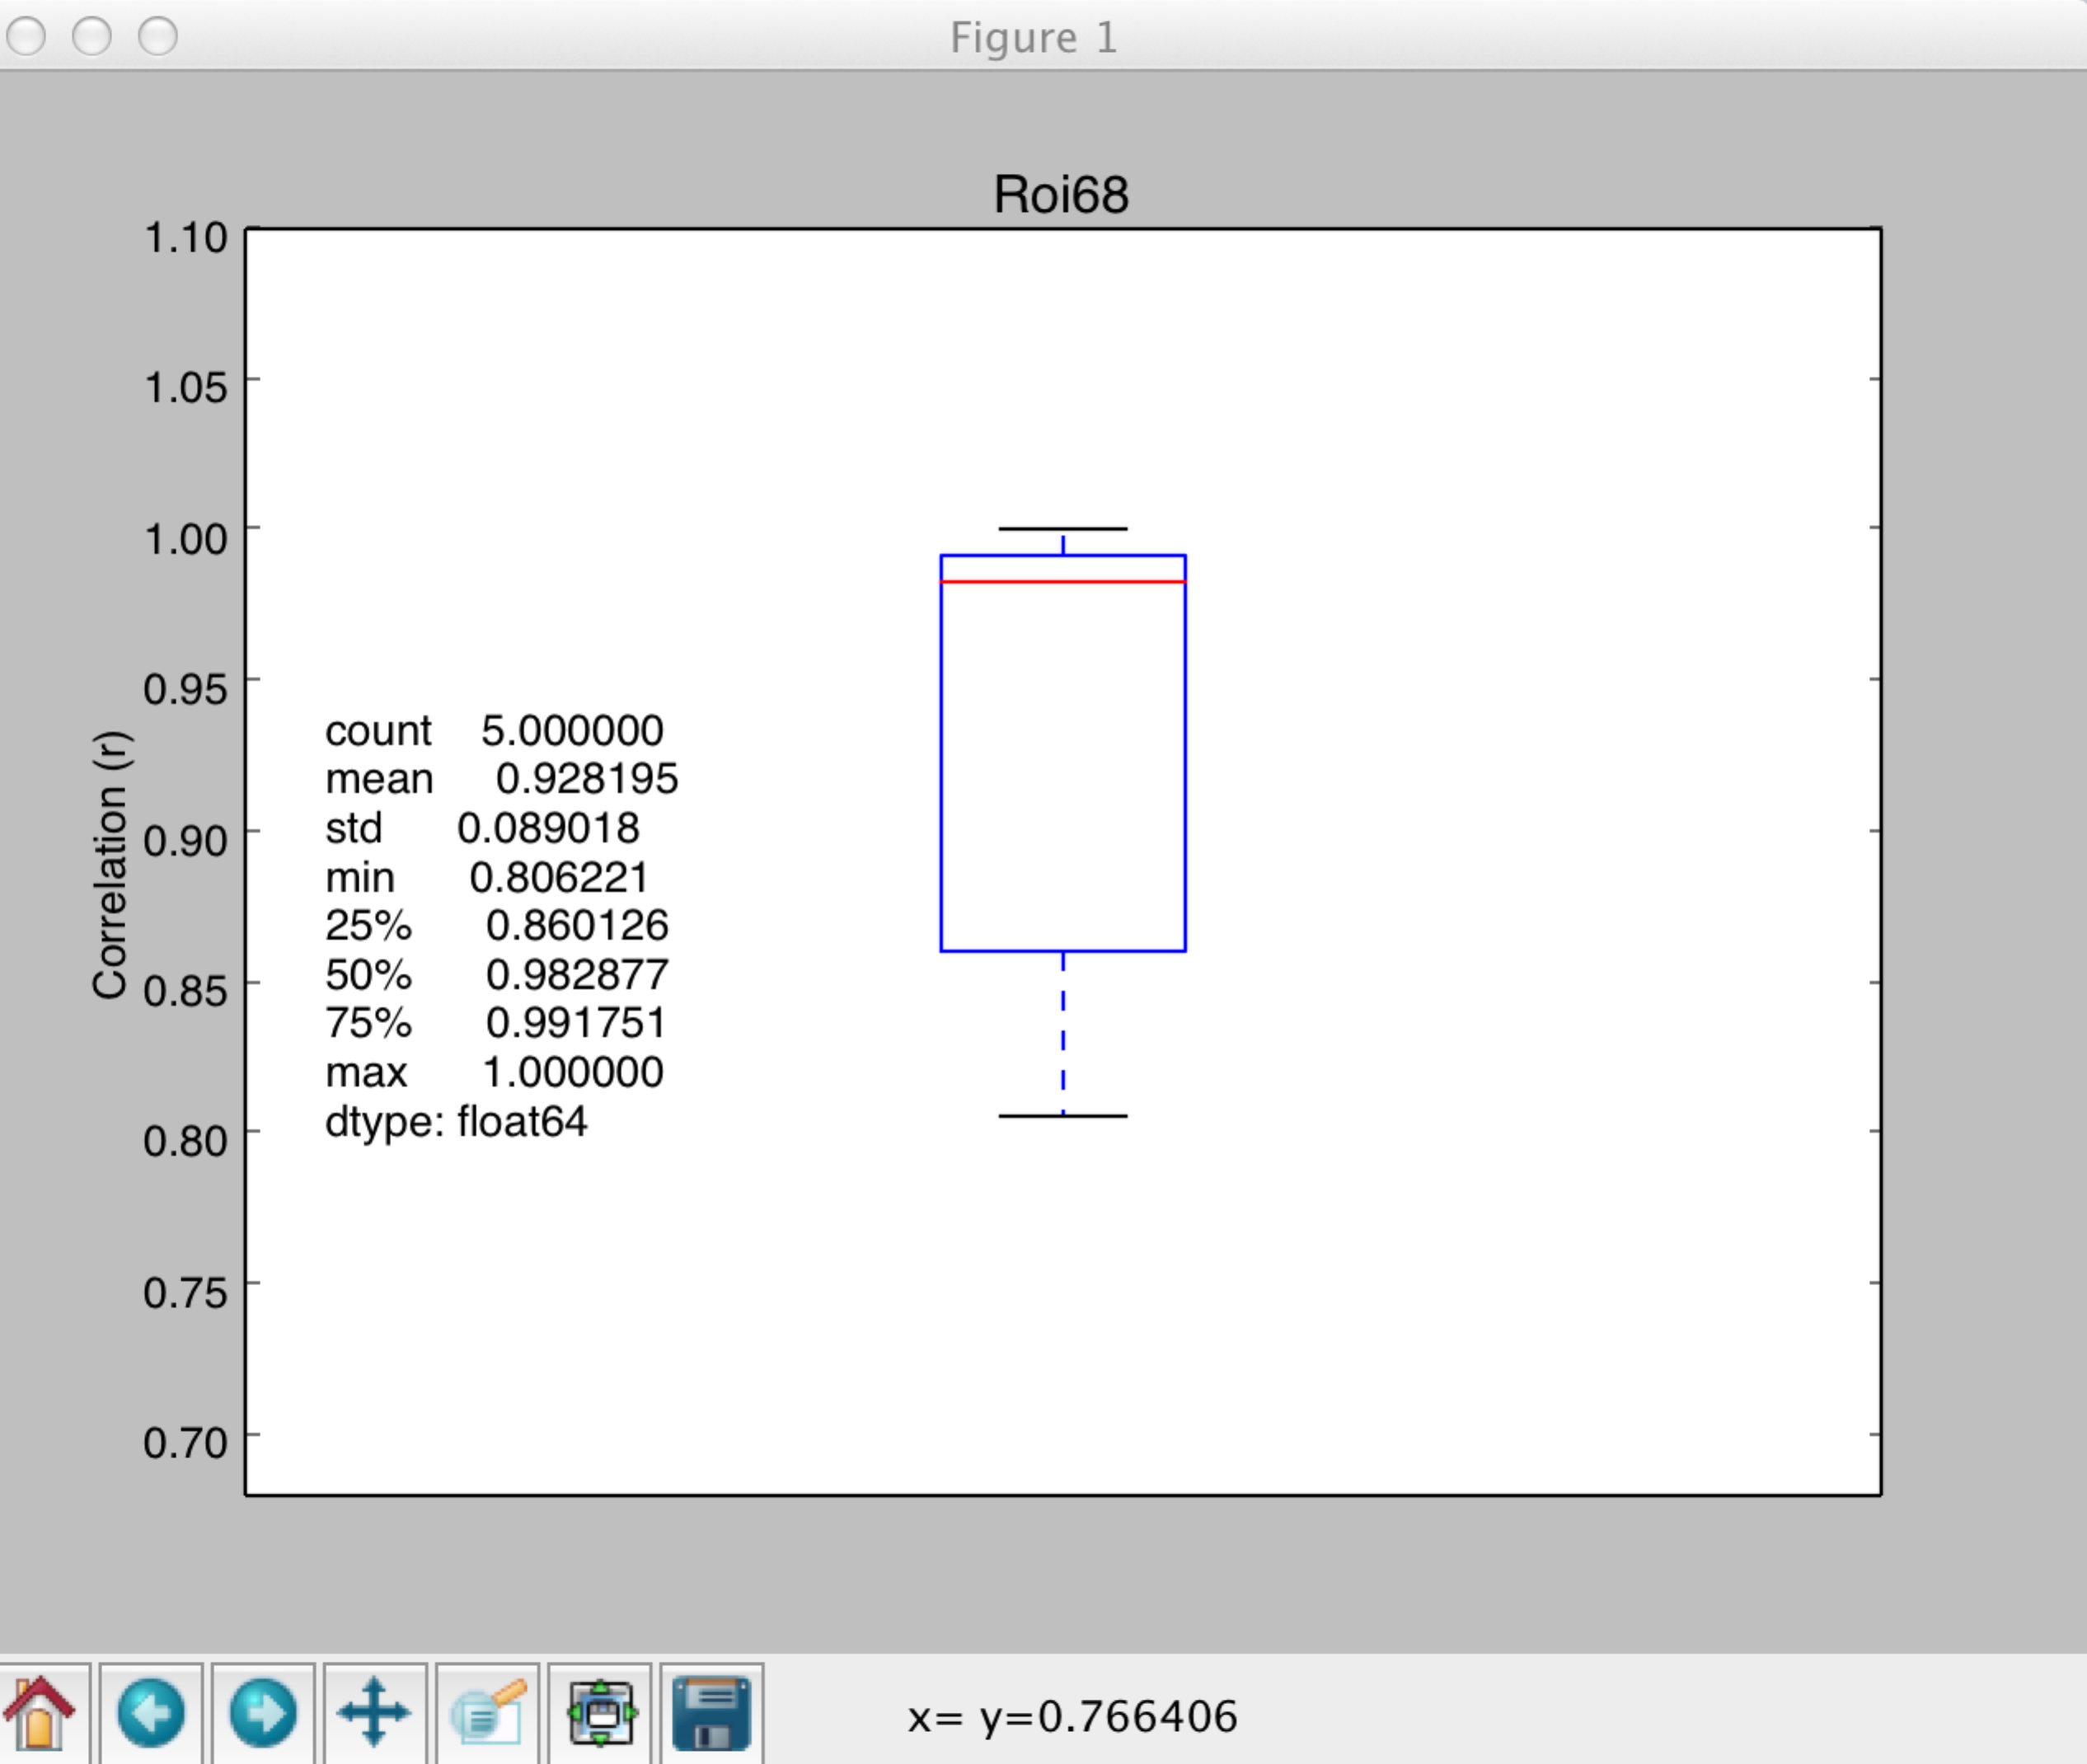 Figure 1
Roi68
1.10
1.05
1.00
0.95
0.90
0.85
0.80
0.75
0.70
Correlation (r)
count 5.000000
mean 0.928195
std 0.089018
min 0.806221
25% 0.860126
50% 0.982877
75% 0.991751
max 1.000000
dtype: float64
x= y=0.766406